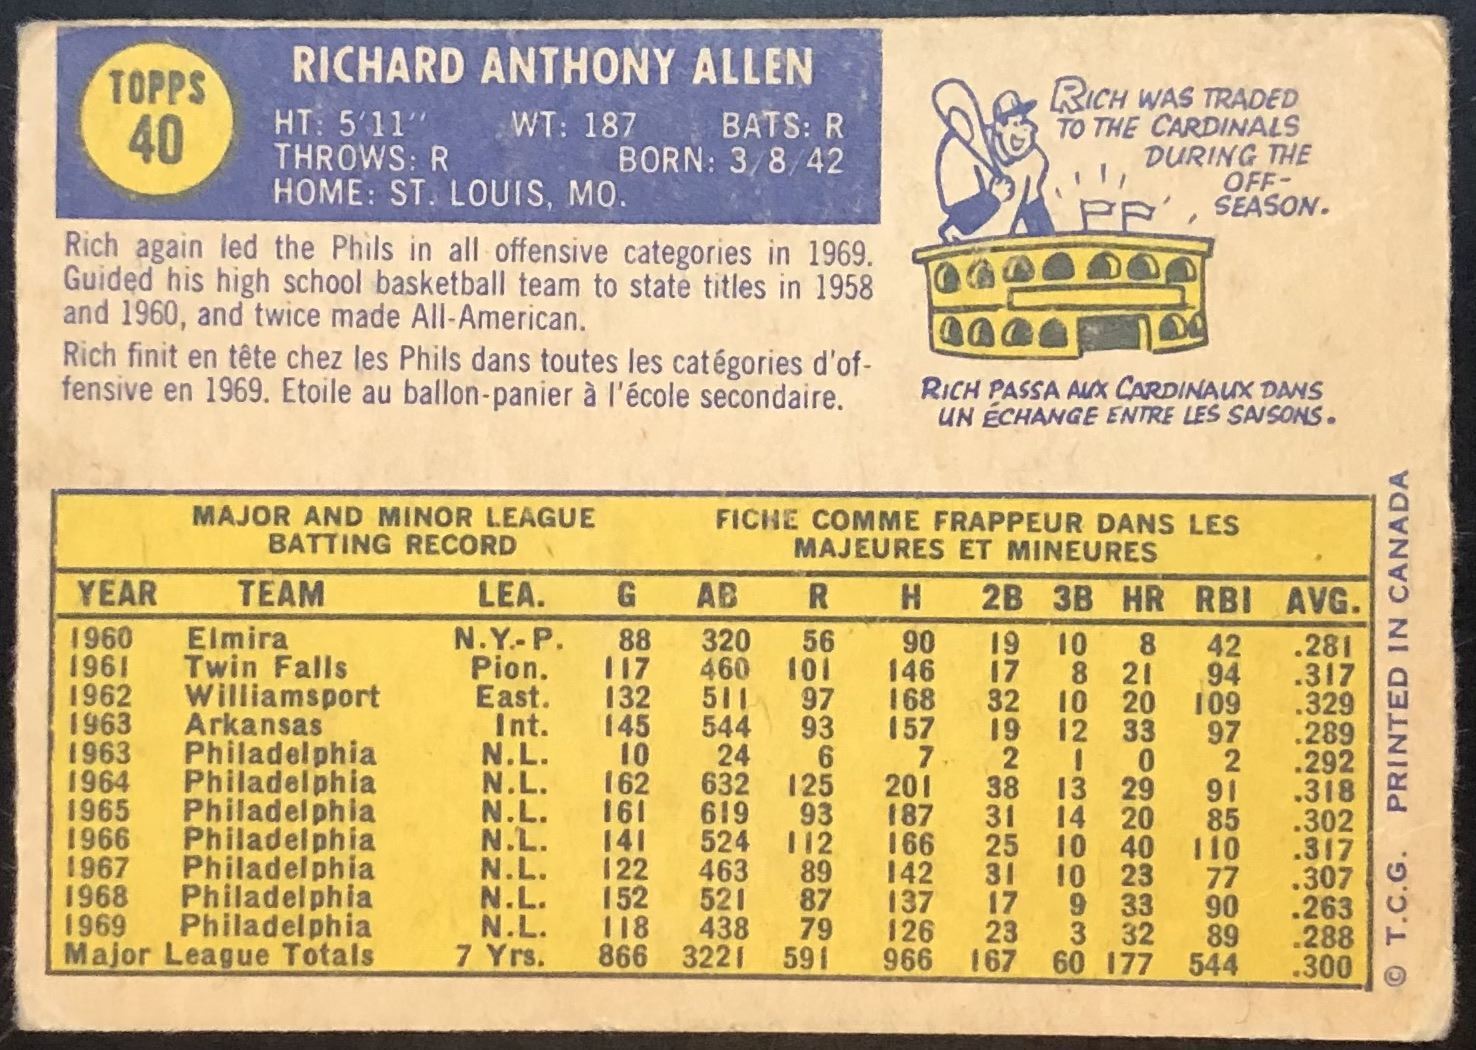 TOPPS
40
RICHARD ANTHONY ALLEN
HT: 5'11" WT: 187 BATS: R
THROWS: R BORN: 3/8/42
HOME: ST. LOUIS, MO.
Rich again led the Phils in all offensive categories in 1969.
Guided his high school basketball team to state titles in 1958
and 1960, and twice made All-American.
Rich finit en tête chez les Phils dans toutes les catégories d'of-
fensive en 1969. Etoile au ballon-panier à l'école secondaire.
RICH WAS TRADED
TO THE CARDINALS
DURING THE
OFF-
SEASON.
RICH PASSA AUX CARDINAUX DANS
UN ÉCHANGE ENTRE LES SAISONS.
MAJOR AND MINOR LEAGUE
BATTING RECORD
FICHE COMME FRAPPEUR DANS LES
MAJEURES ET MINEURES
YEAR TEAM LEA. G AB R H 2B 3B HR RBI AVG.
1960 Elmira N.Y.-P. 88 320 56 90 19 10 8 42 .281
1961 Twin Falls Pion. 117 460 101 146 17 8 21 94 .317
1962 Williamsport East. 132 511 97 168 32 10 20 109 .329
1963 Arkansas Int. 145 544 93 157 19 12 33 97 .289
1963 Philadelphia N.L. 10 24 6 7 2 1 0 2 .292
1964 Philadelphia N.L. 162 632 125 201 38 13 29 91 .318
1965 Philadelphia N.L. 161 619 93 187 31 14 20 85 .302
1966 Philadelphia N.L. 141 524 112 166 25 10 40 110 .317
1967 Philadelphia N.L. 122 463 89 142 31 10 23 77 .307
1968 Philadelphia N.L. 152 521 87 137 17 9 33 90 .263
1969 Philadelphia N.L. 118 438 79 126 23 3 32 89 .288
Major League Totals 7 Yrs. 866 3221 591 966 167 60 177 544 .300
© T.C.G. PRINTED IN CANADA